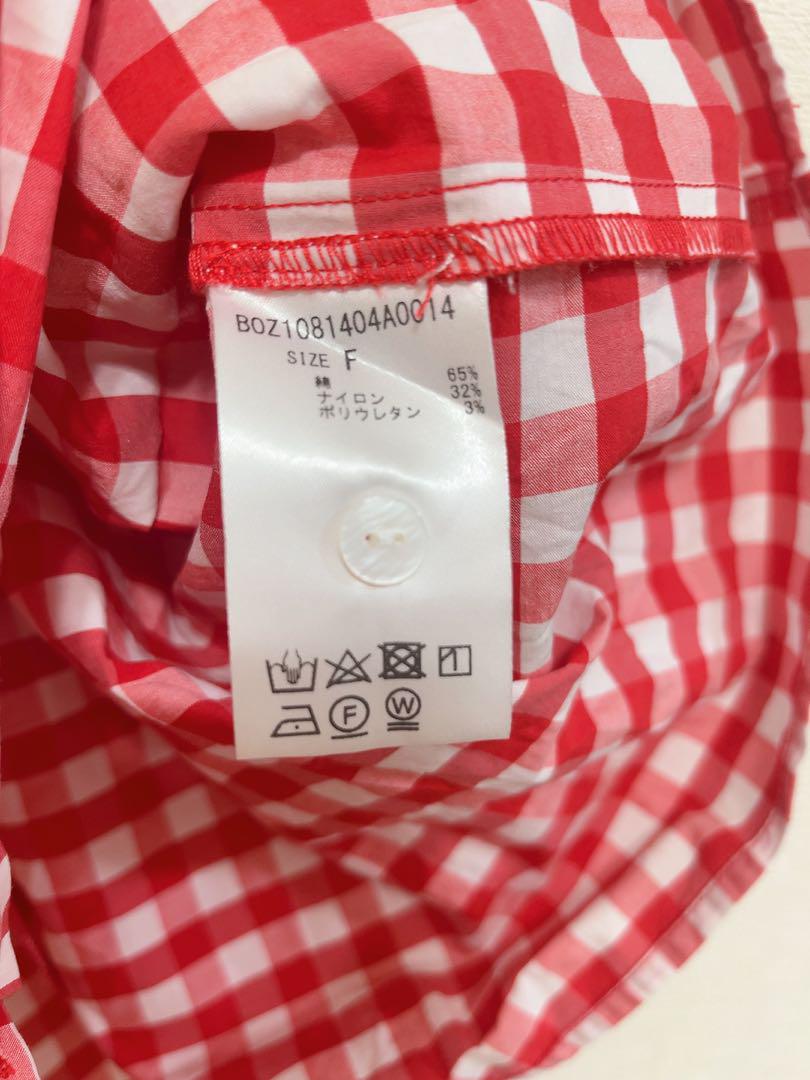 BOZ1081404A0014
SIZE F
綿 65%
ナイロン 32%
ポリウレタン 3%
F W